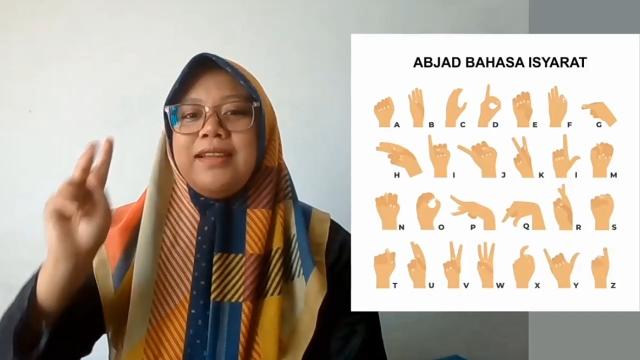 ABJAD BAHASA ISYARAT
A B C D E F G
H I J K L M
N O P Q R S
T U V W X Y Z